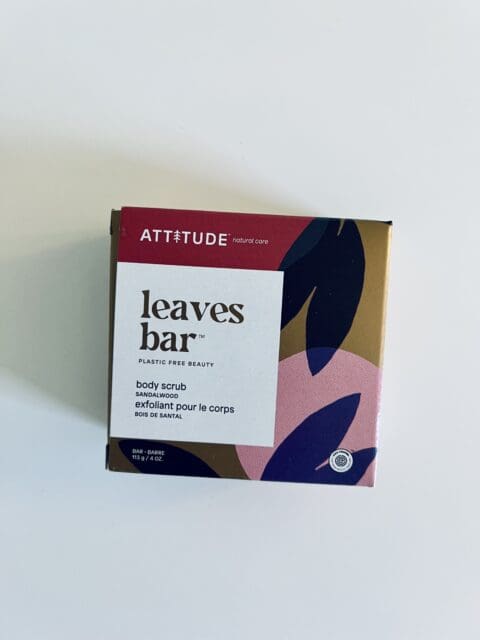 ATTITUDE™ natural care
leaves
bar™
PLASTIC FREE BEAUTY
body scrub
SANDALWOOD
exfoliant pour le corps
BOIS DE SANTAL
BAR • BARRE
113 g / 4 OZ.